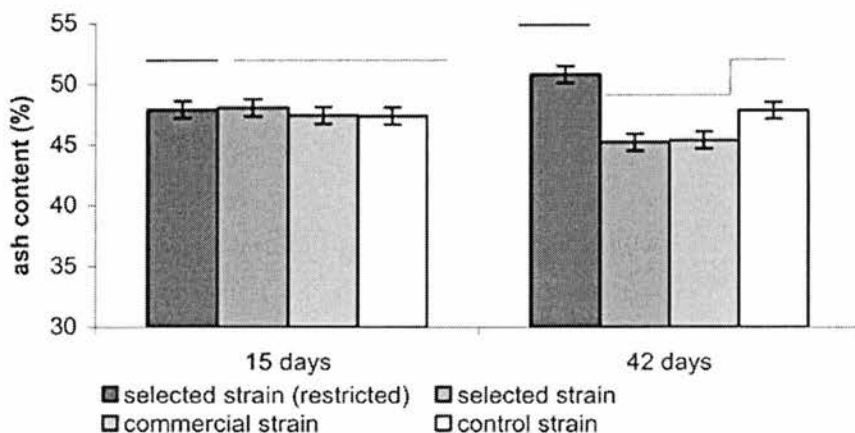 ash content (%)
55
50
45
40
35
30
15 days
42 days
selected strain (restricted)
selected strain
commercial strain
control strain